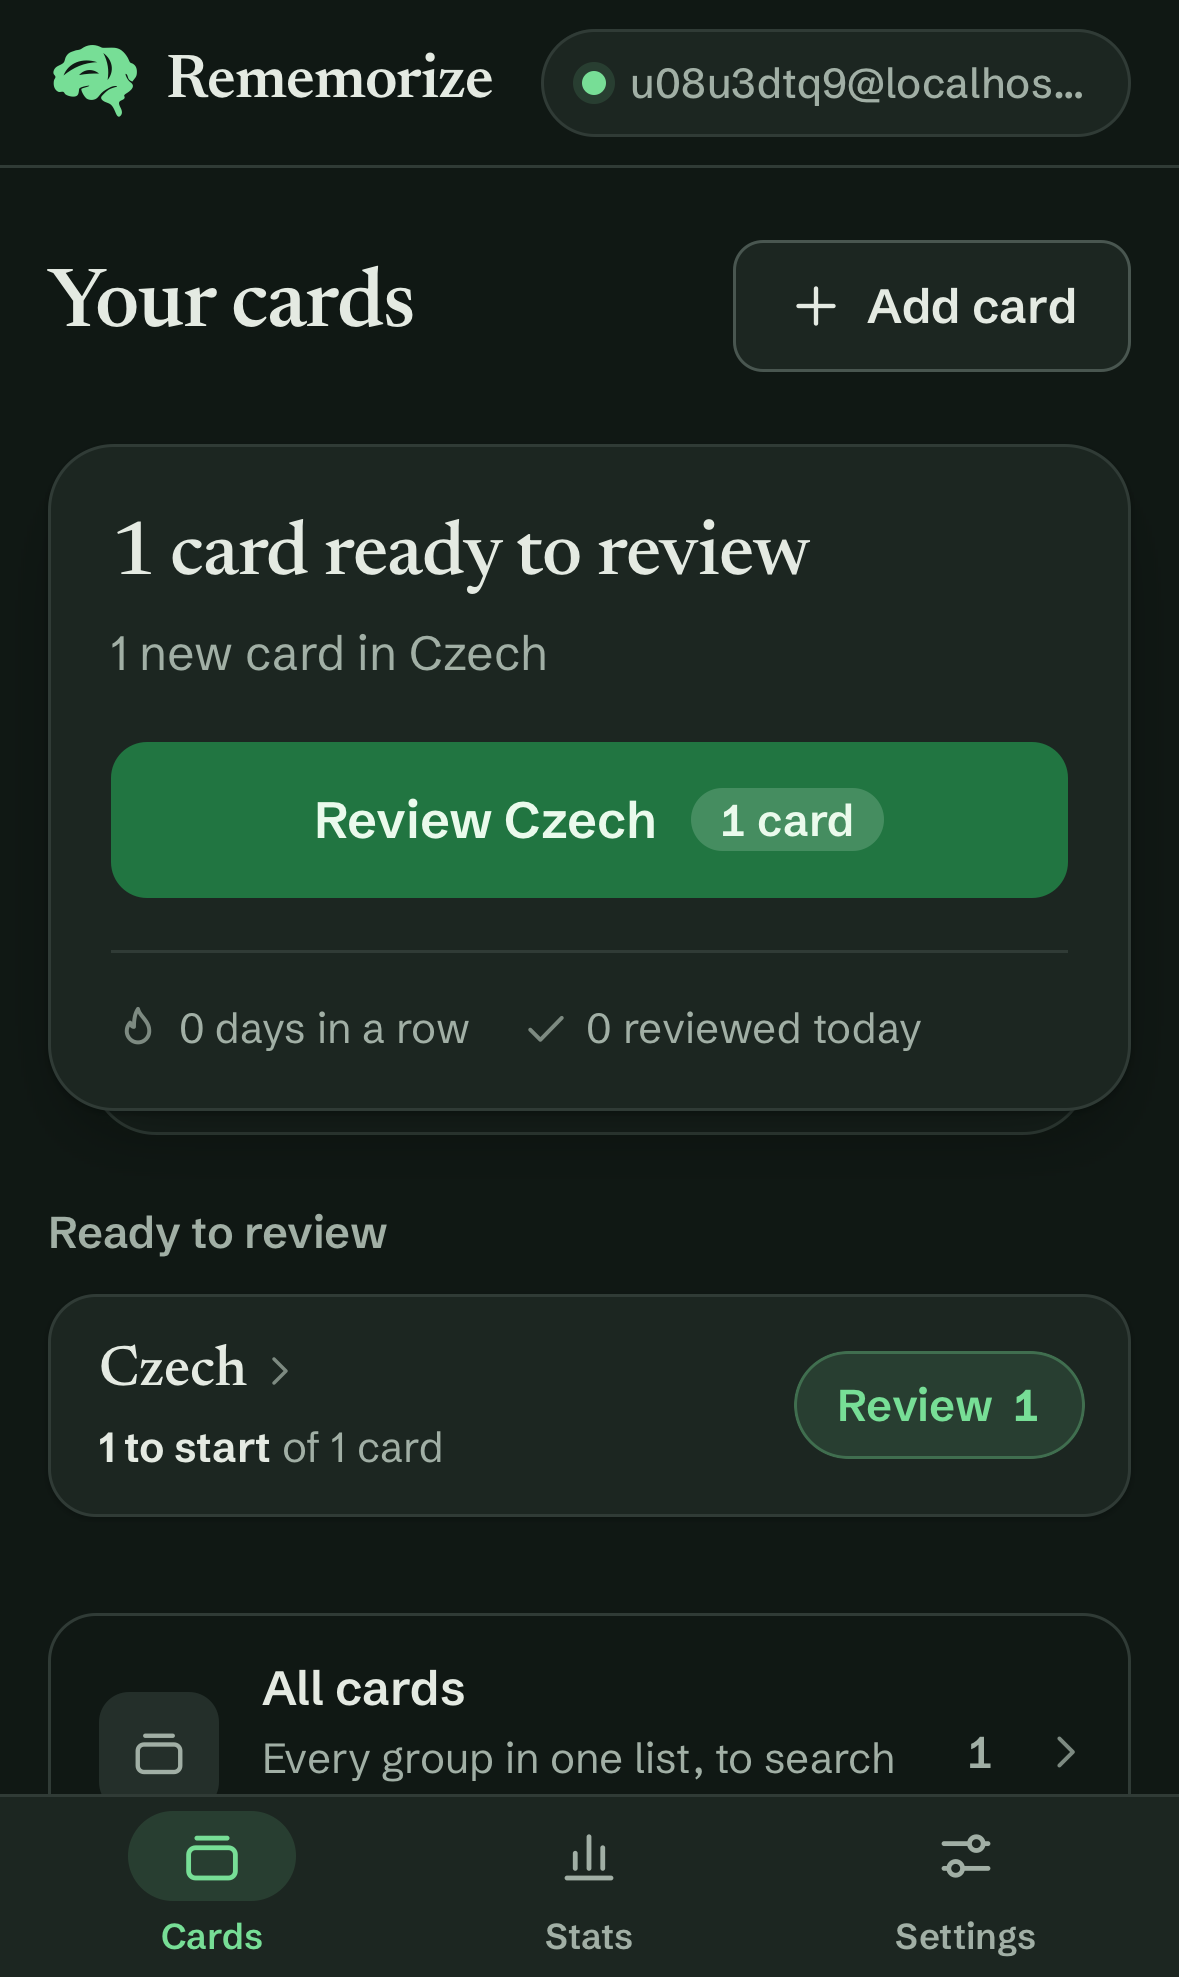 Rememorize
u08u3dtq9@localhos...
Your cards
Add card
1 card ready to review
1 new card in Czech
Review Czech 1 card
0 days in a row 0 reviewed today
Ready to review
Czech
1 to start of 1 card
Review 1
All cards
Every group in one list, to search
1
Cards Stats Settings